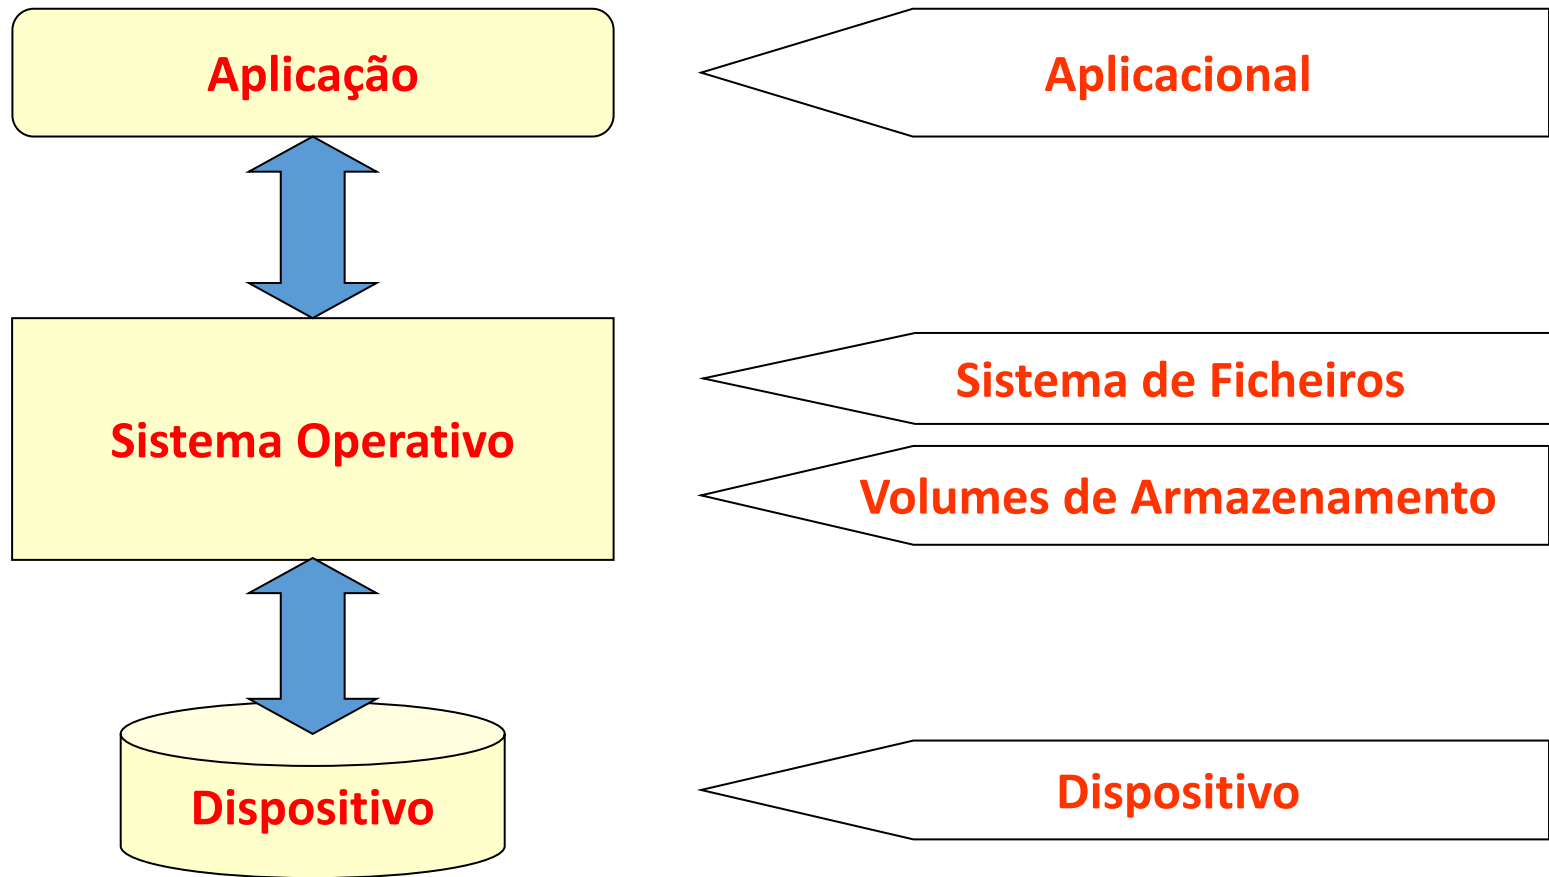 Aplicação
Aplicacional
Sistema Operativo
Sistema de Ficheiros
Volumes de Armazenamento
Dispositivo
Dispositivo